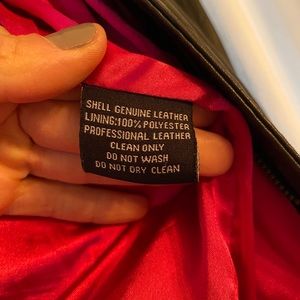 SHELL GENUINE LEATHER
LINING:100% POLYESTER
PROFESSIONAL LEATHER
CLEAN ONLY
DO NOT WASH
DO NOT DRY CLEAN